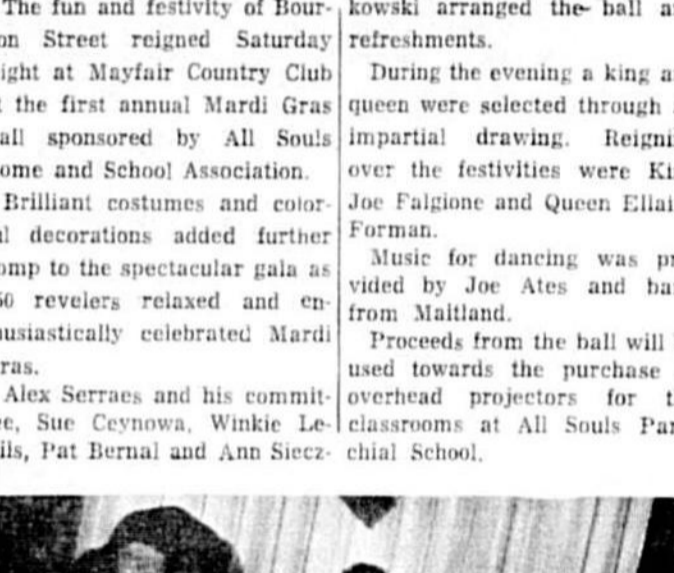 The fun and festivity of Bour-
on Street reigned Saturday
ight at Mayfair Country Club
t the first annual Mardi Gras
all sponsored by All Souls
ome and School Association.
Brilliant costumes and color-
l decorations added further
omp to the spectacular gala as
50 revelers relaxed and en-
usiastically celebrated Mardi
ras.
Alex Serraes and his commit-
e, Sue Ceynowa, Winkie Le-
ils, Pat Bernal and Ann Siecz-
kowski arranged the ball a
refreshments.
During the evening a king a
queen were selected through
impartial drawing. Reigni
over the festivities were Ki
Joe Falgione and Queen Ellai
Forman.
Music for dancing was pr
vided by Joe Ates and ba
from Maitland.
Proceeds from the ball will
used towards the purchase
overhead projectors for t
classrooms at All Souls Par
chial School.